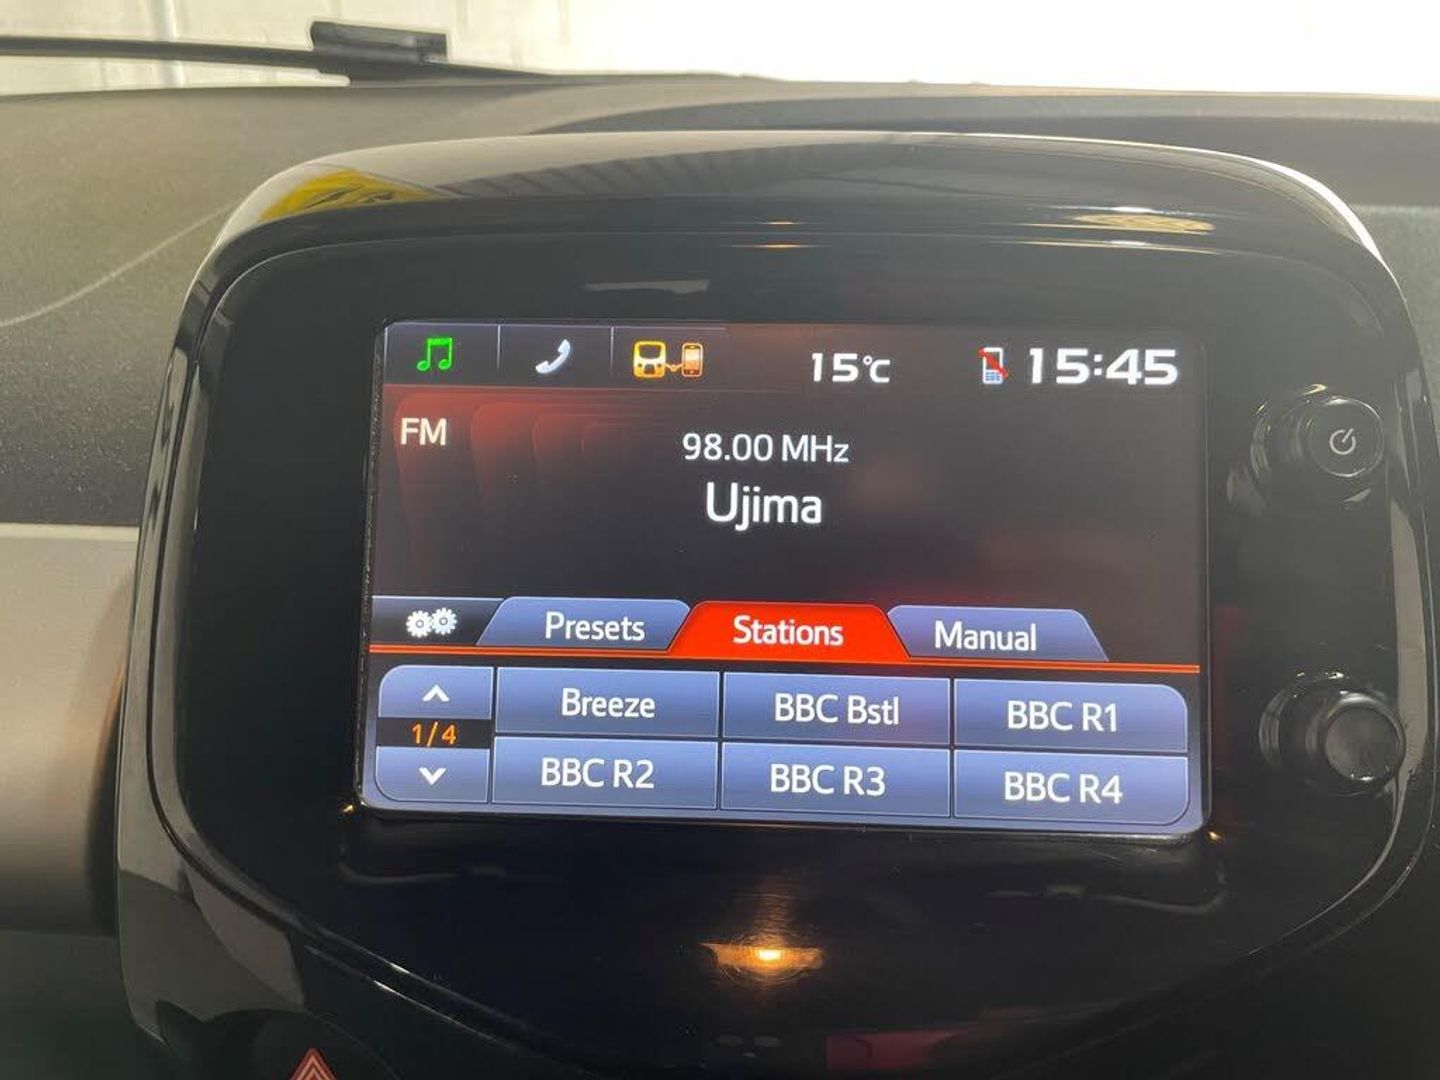 15°C 15:45
FM
98.00 MHz
Ujima
Presets Stations Manual
Breeze BBC Bstl BBC R1
1/4
BBC R2 BBC R3 BBC R4